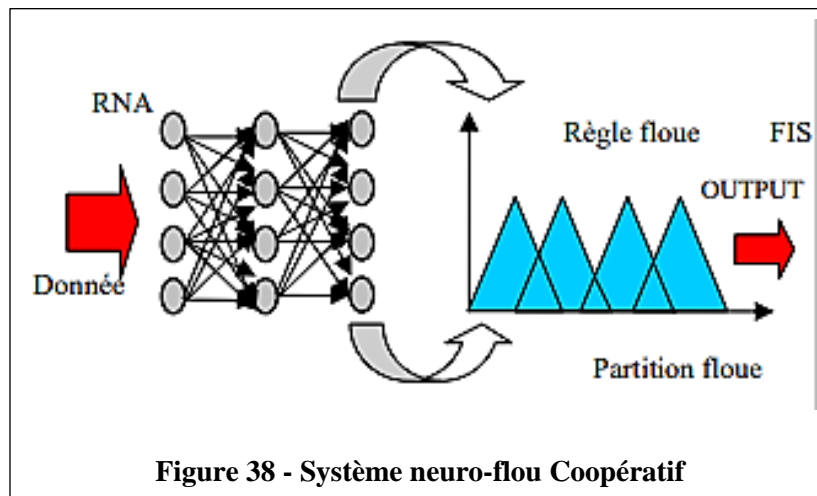 RNA
Donnée
Règle floue
FIS
OUTPUT
Partition floue
Figure 38 - Système neuro-flou Coopératif